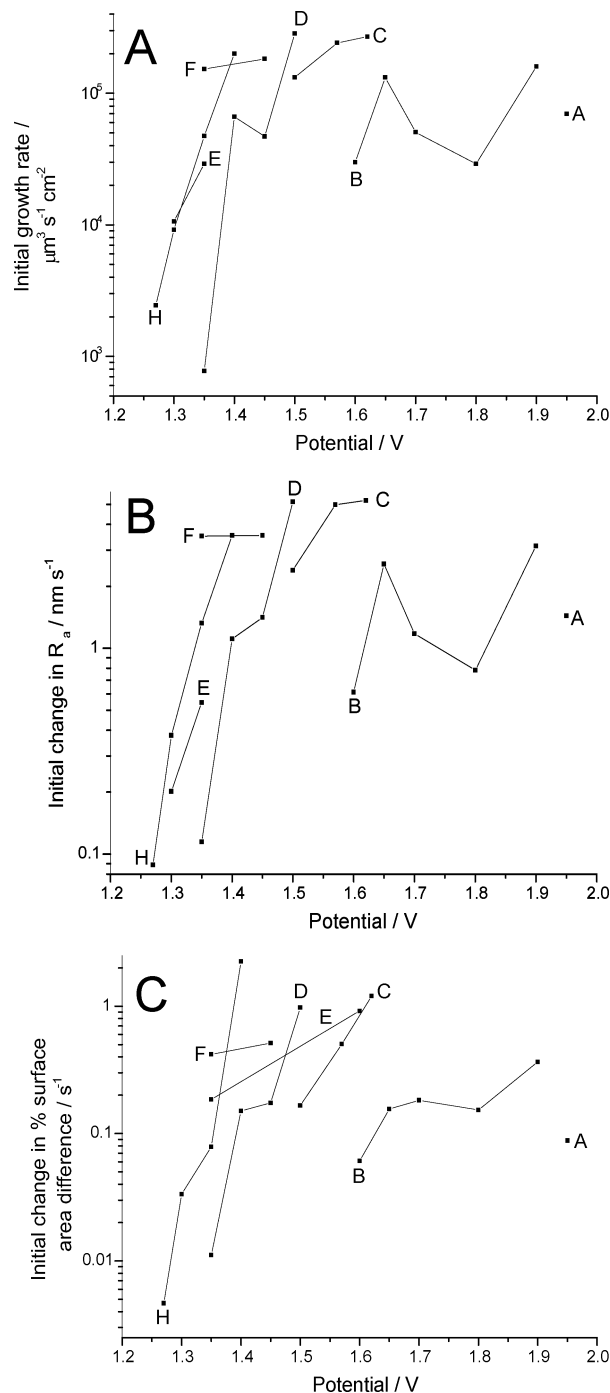 A
D
C
F
E
B
A
H
10⁵
10⁴
10³
Initial growth rate /
μm³ s⁻¹ cm⁻²
1.2 1.3 1.4 1.5 1.6 1.7 1.8 1.9 2.0
Potential / V
B
D
C
F
E
B
A
H
1
0.1
Initial change in Rₐ / nm s⁻¹
1.2 1.3 1.4 1.5 1.6 1.7 1.8 1.9 2.0
Potential / V
C
D
C
E
F
B
A
H
1
0.1
0.01
Initial change in % surface
area difference / s⁻¹
1.2 1.3 1.4 1.5 1.6 1.7 1.8 1.9 2.0
Potential / V